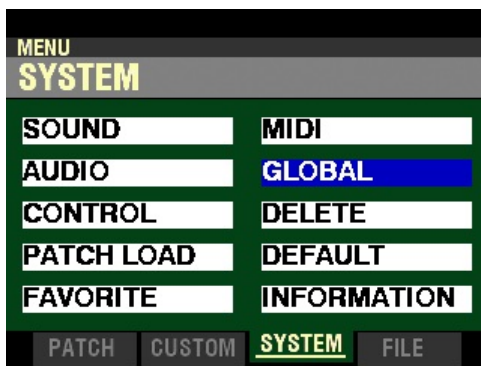 MENU
SYSTEM
SOUND MIDI
AUDIO GLOBAL
CONTROL DELETE
PATCH LOAD DEFAULT
FAVORITE INFORMATION
PATCH CUSTOM SYSTEM FILE